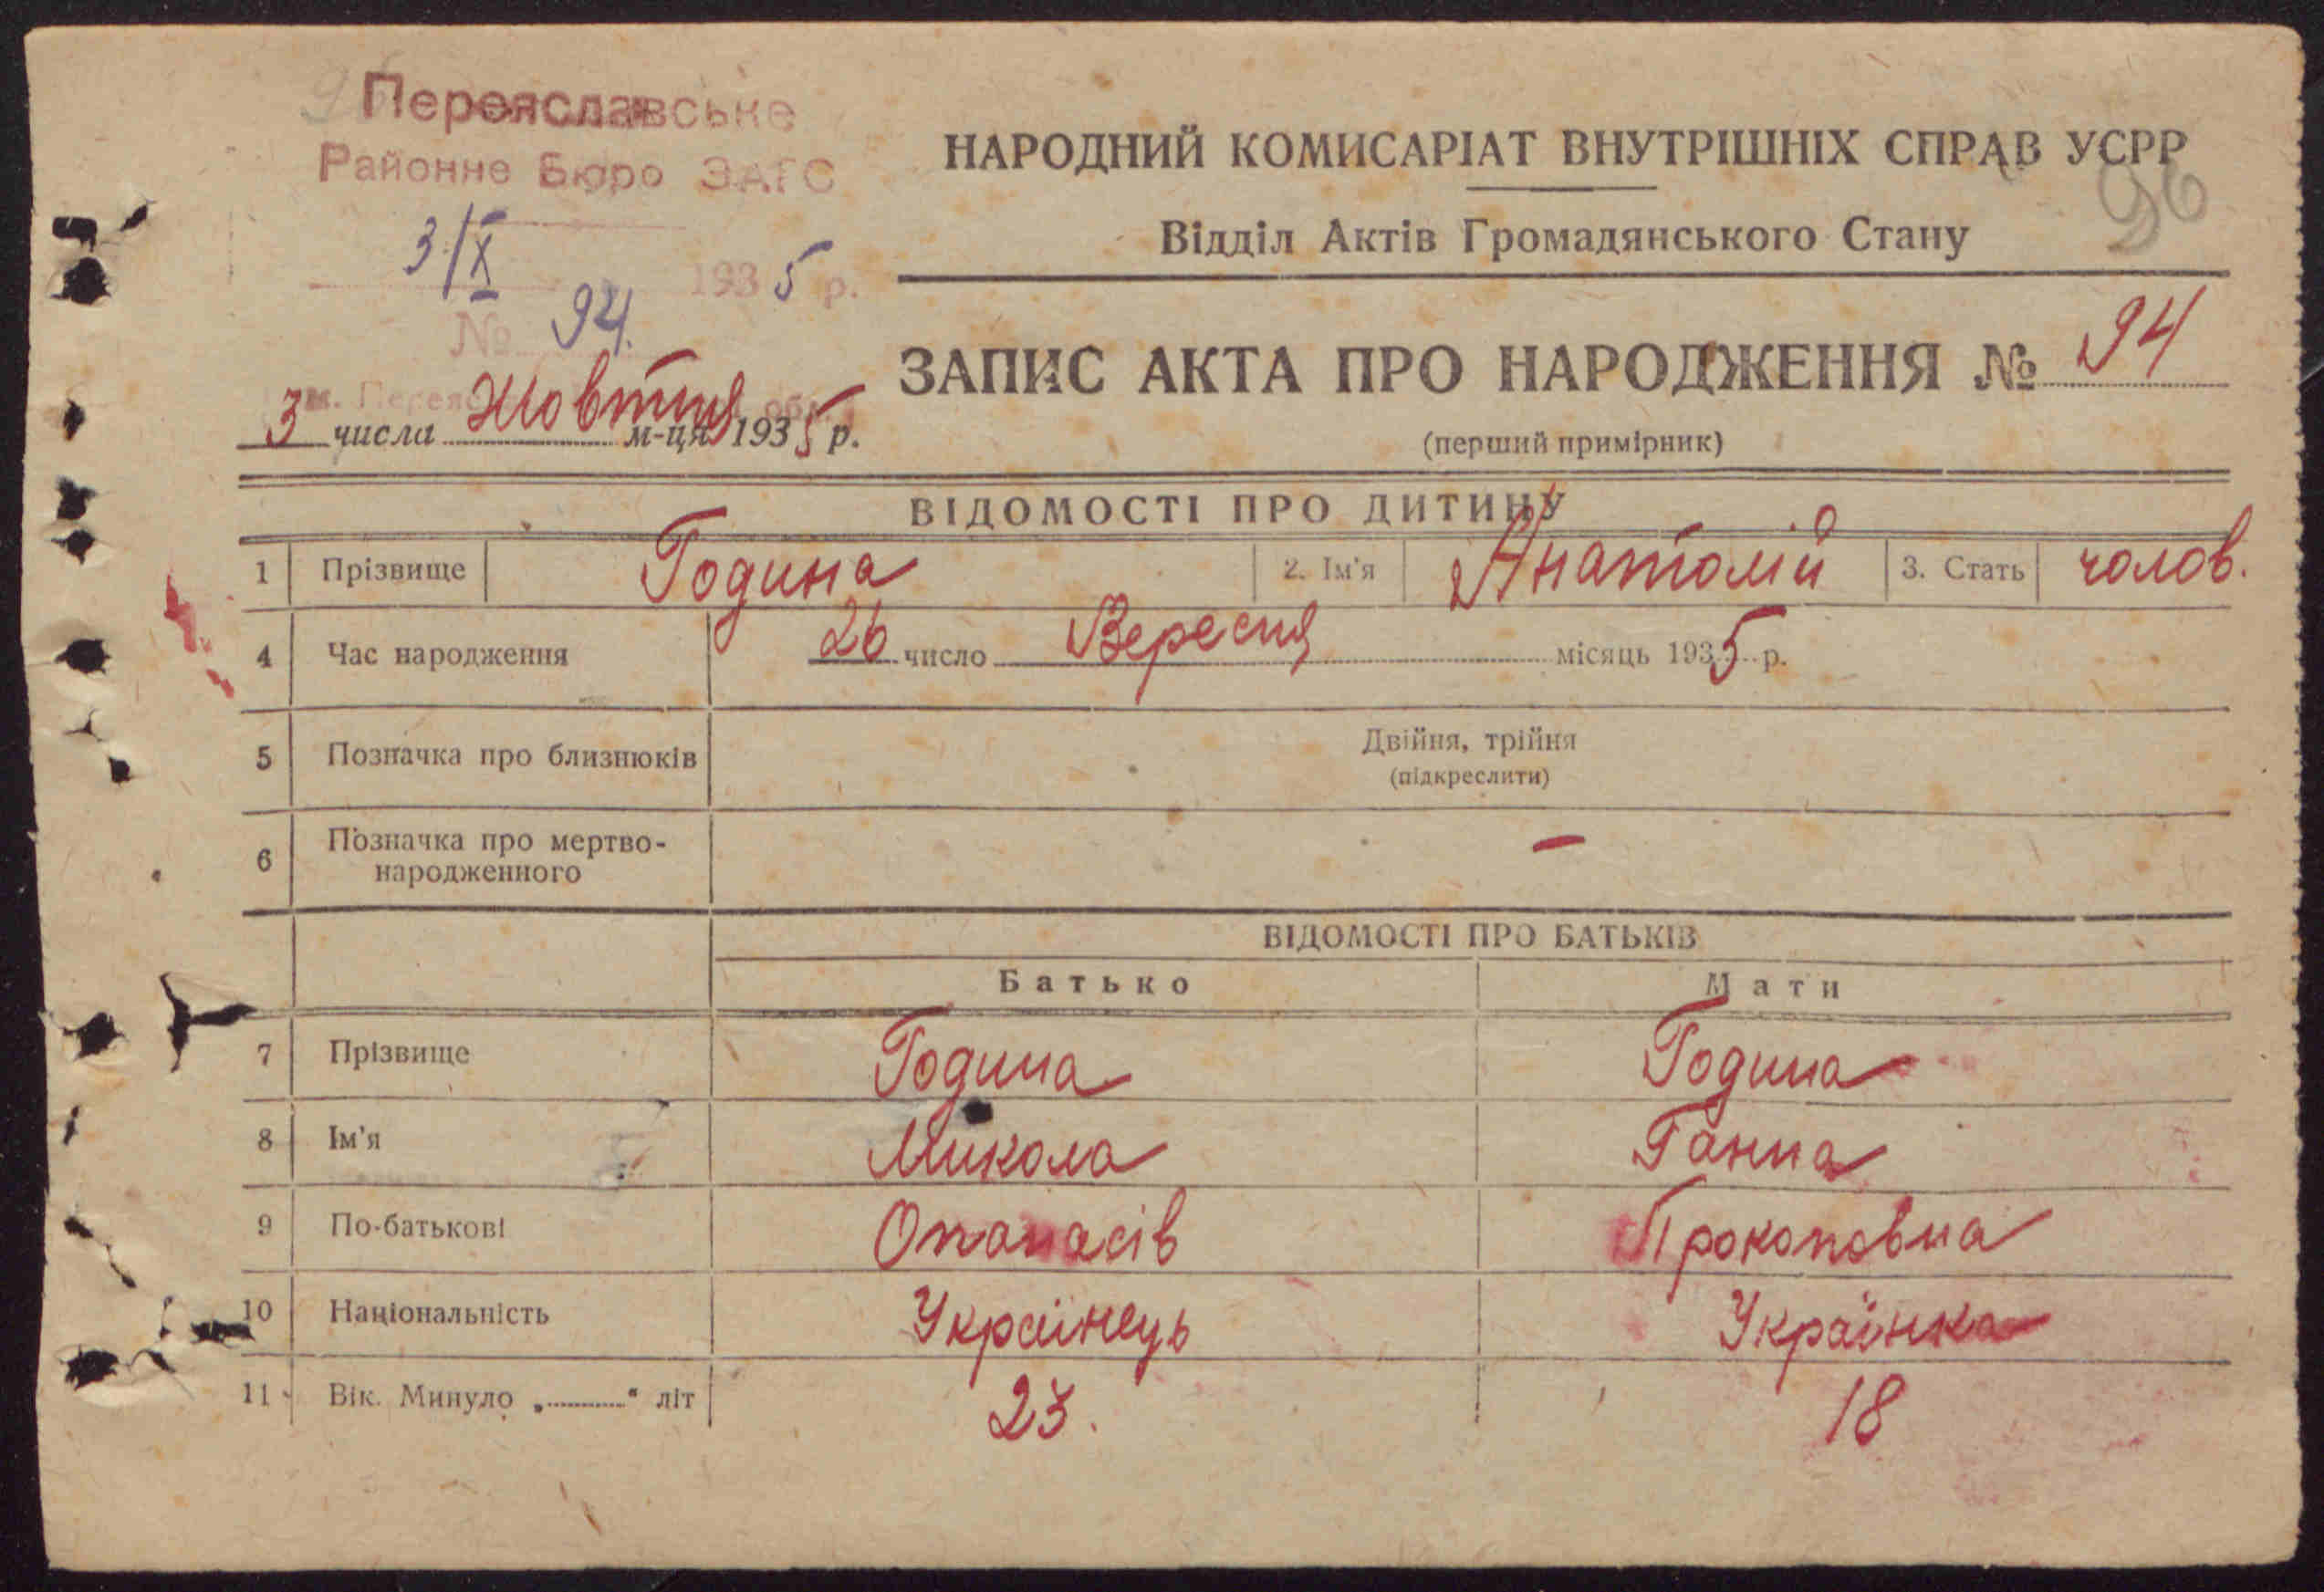 Переяславське
Районне Бюро ЗАГС
3/X 1935 р.
№ 94.
3 числа Жовтня м-ця 1935 р.
НАРОДНИЙ КОМИСАРІАТ ВНУТРІШНІХ СПРАВ УСРР
96
Відділ Актів Громадянського Стану
ЗАПИС АКТА ПРО НАРОДЖЕННЯ № 94
(перший примірник)
ВІДОМОСТІ ПРО ДИТИНУ
1 Прізвище Година 2. Ім'я Анатолій 3. Стать чолов.
4 Час народження 26 число Вересня місяць 1935 р.
5 Позначка про близнюків Двійня, трійня
(підкреслити)
6 Позначка про мертво-
народженного –
ВІДОМОСТІ ПРО БАТЬКІВ
Батько Мати
7 Прізвище Година Година
8 Ім'я Микола Ганна
9 По-батькові Опанасів Прокоповна
10 Національність Українець Українка
11 Вік. Минуло „..........“ літ 23. 18